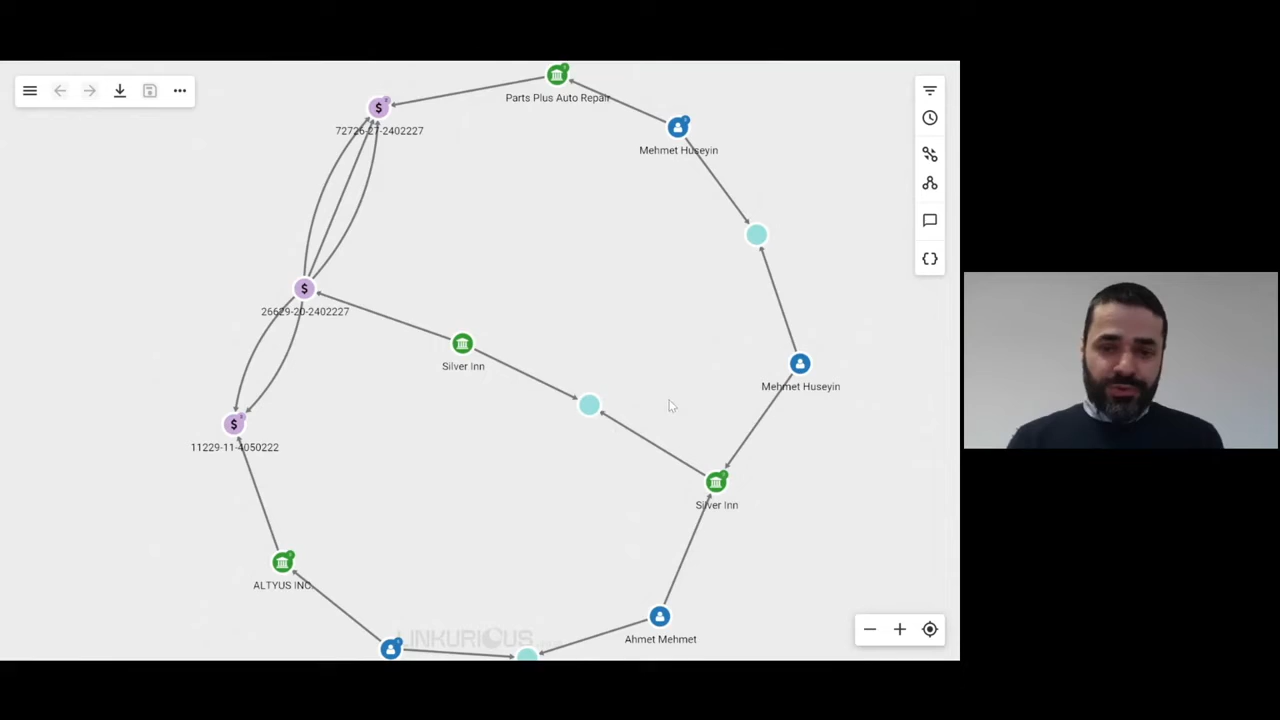 Parts Plus Auto Repair
72726-27-2402227
Mehmet Huseyin
26629-20-2402227
Silver Inn
Mehmet Huseyin
11229-11-4050222
Silver Inn
ALTYUS INC.
Ahmet Mehmet
LINKURIOUS